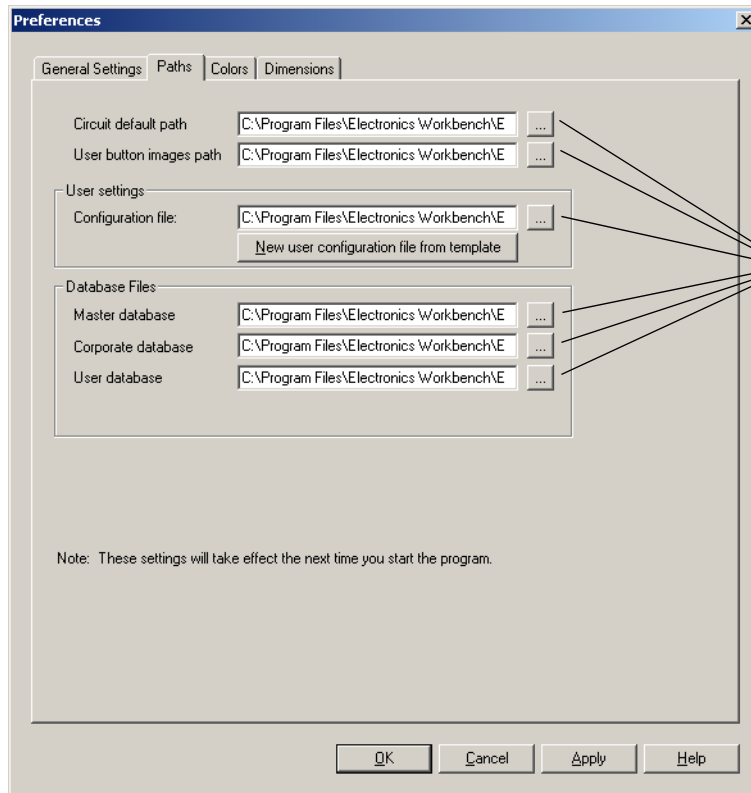 Preferences
General Settings Paths Colors Dimensions
Circuit default path C:\Program Files\Electronics Workbench\E ...
User button images path C:\Program Files\Electronics Workbench\E ...
User settings
Configuration file: C:\Program Files\Electronics Workbench\E ...
New user configuration file from template
Database Files
Master database C:\Program Files\Electronics Workbench\E ...
Corporate database C:\Program Files\Electronics Workbench\E ...
User database C:\Program Files\Electronics Workbench\E ...
Note: These settings will take effect the next time you start the program.
OK Cancel Apply Help